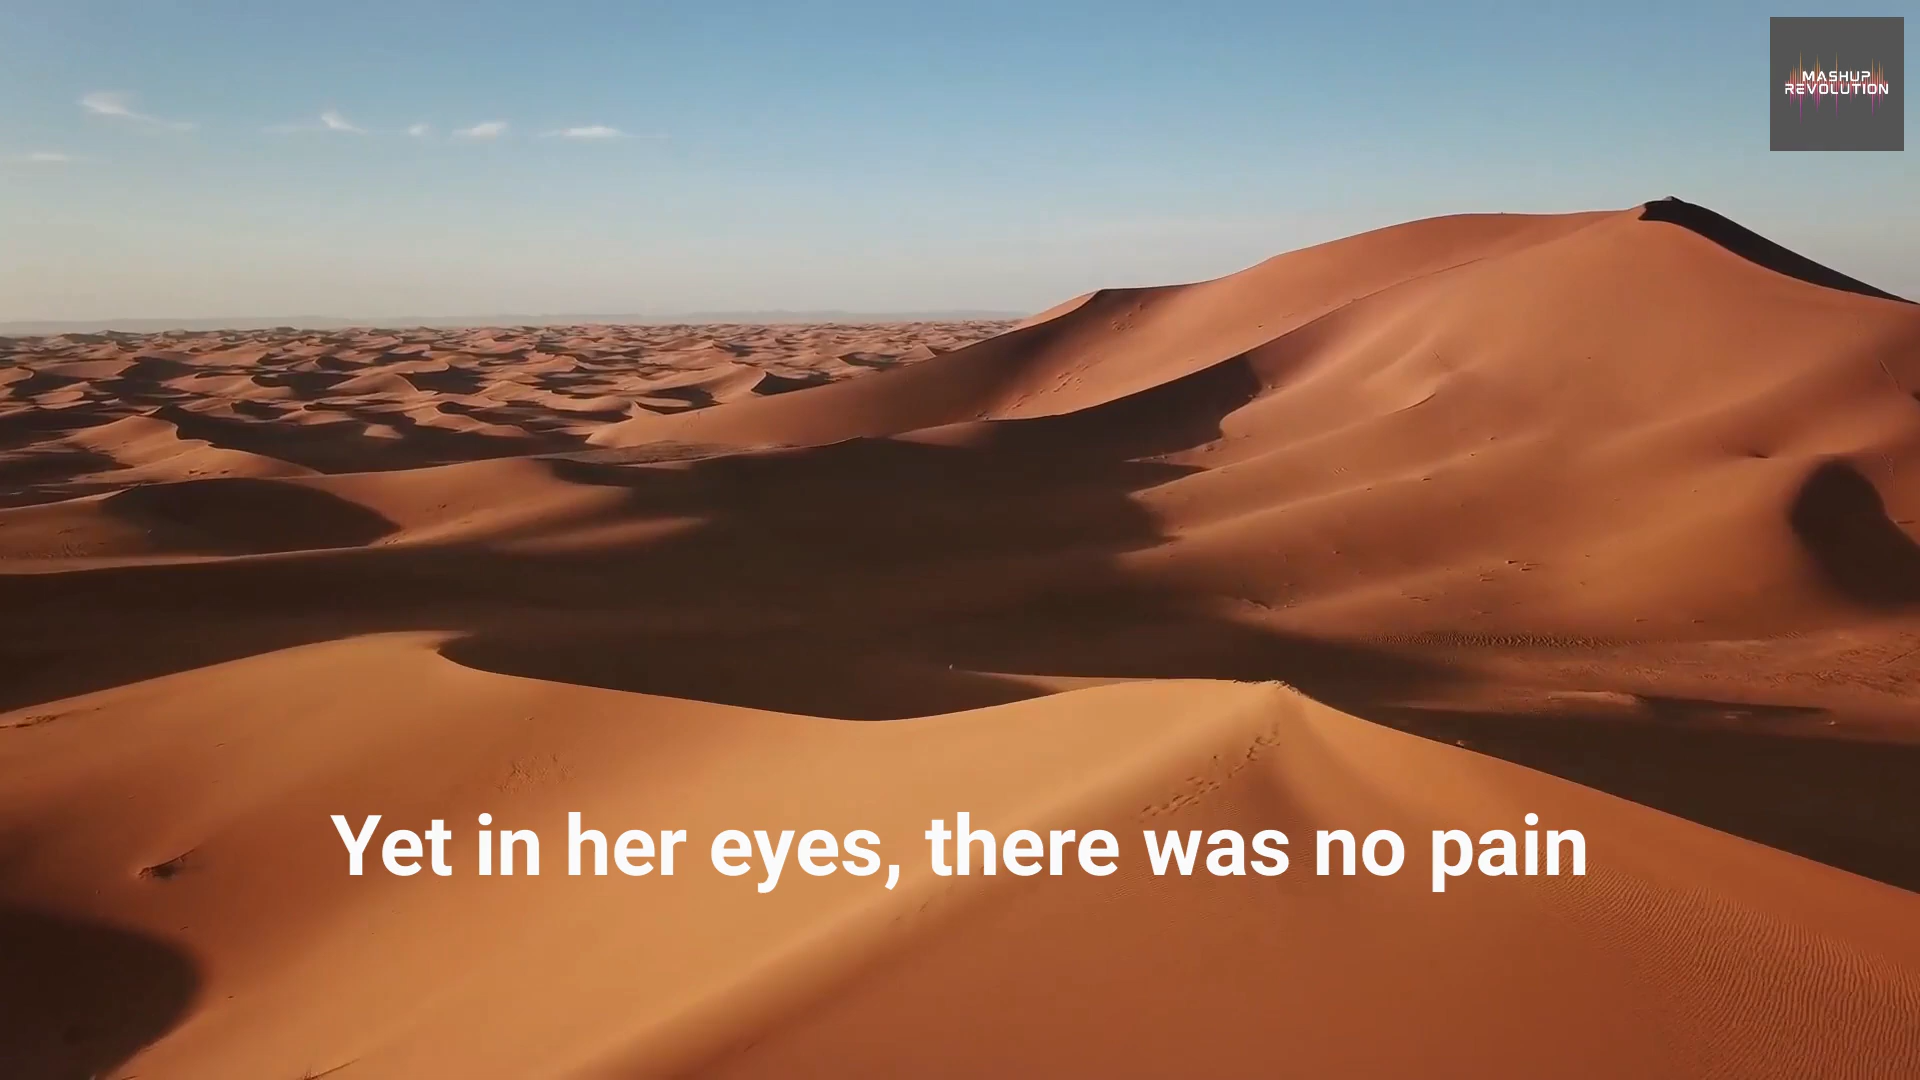 MASHUP
REVOLUTION
Yet in her eyes, there was no pain